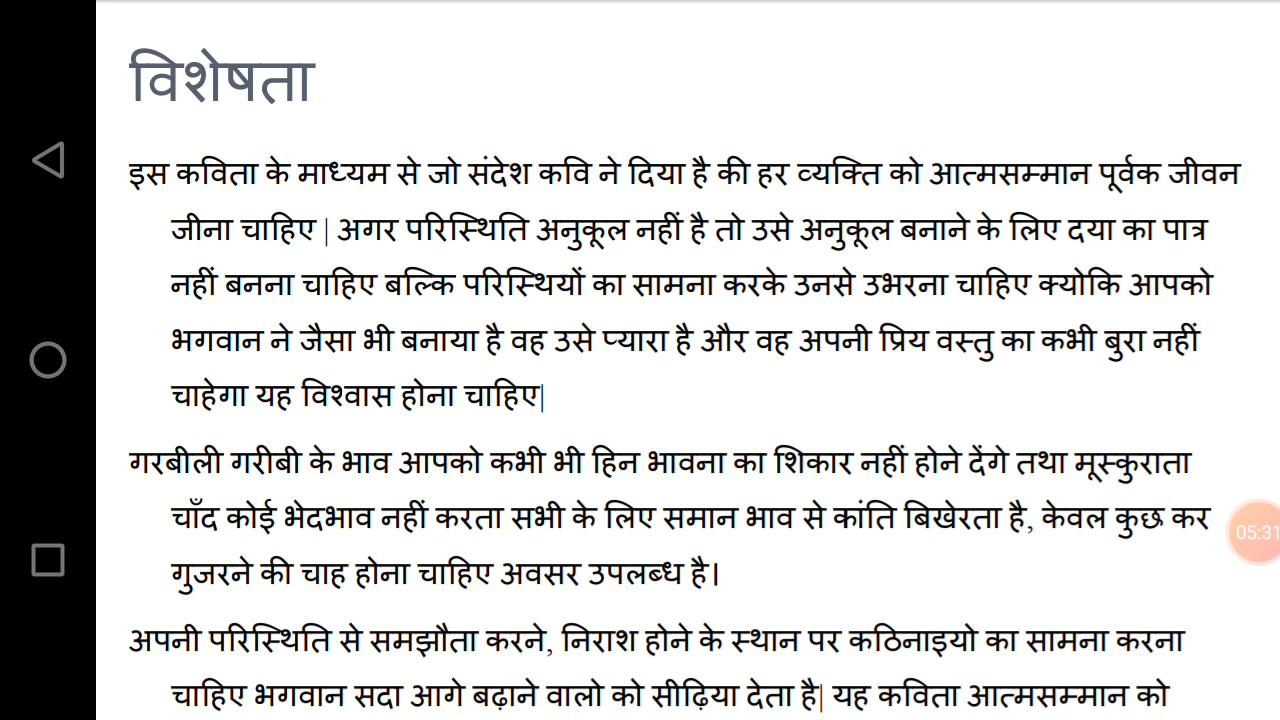 विशेषता
इस कविता के माध्यम से जो संदेश कवि ने दिया है की हर व्यक्ति को आत्मसम्मान पूर्वक जीवन
जीना चाहिए | अगर परिस्थिति अनुकूल नहीं है तो उसे अनुकूल बनाने के लिए दया का पात्र
नहीं बनना चाहिए बल्कि परिस्थियों का सामना करके उनसे उभरना चाहिए क्योकि आपको
भगवान ने जैसा भी बनाया है वह उसे प्यारा है और वह अपनी प्रिय वस्तु का कभी बुरा नहीं
चाहेगा यह विश्वास होना चाहिए|
गरबीली गरीबी के भाव आपको कभी भी हिन भावना का शिकार नहीं होने देंगे तथा मूस्कुराता
चाँद कोई भेदभाव नहीं करता सभी के लिए समान भाव से कांति बिखेरता है, केवल कुछ कर
05:31
गुजरने की चाह होना चाहिए अवसर उपलब्ध है।
अपनी परिस्थिति से समझौता करने, निराश होने के स्थान पर कठिनाइयो का सामना करना
चाहिए भगवान सदा आगे बढ़ाने वालो को सीढ़िया देता है| यह कविता आत्मसम्मान को